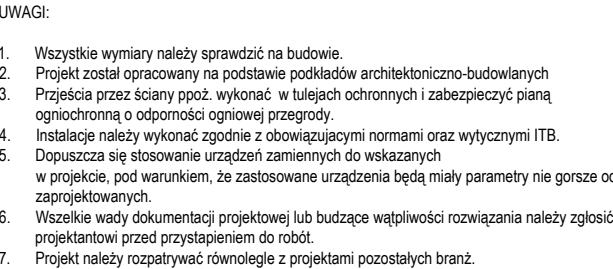 UWAGI:
1. Wszystkie wymiary należy sprawdzić na budowie.
2. Projekt został opracowany na podstawie podkładów architektoniczno-budowlanych
3. Przjeścia przez ściany ppoż. wykonać w tulejach ochronnych i zabezpieczyć pianą
ogniochronną o odporności ogniowej przegrody.
4. Instalacje należy wykonać zgodnie z obowiązujacymi normami oraz wytycznymi ITB.
5. Dopuszcza się stosowanie urządzeń zamiennych do wskazanych
w projekcie, pod warunkiem, że zastosowane urządzenia będą miały parametry nie gorsze od
zaprojektowanych.
6. Wszelkie wady dokumentacji projektowej lub budzące wątpliwości rozwiązania należy zgłosić
projektantowi przed przystapieniem do robót.
7. Projekt należy rozpatrywać równolegle z projektami pozostałych branż.